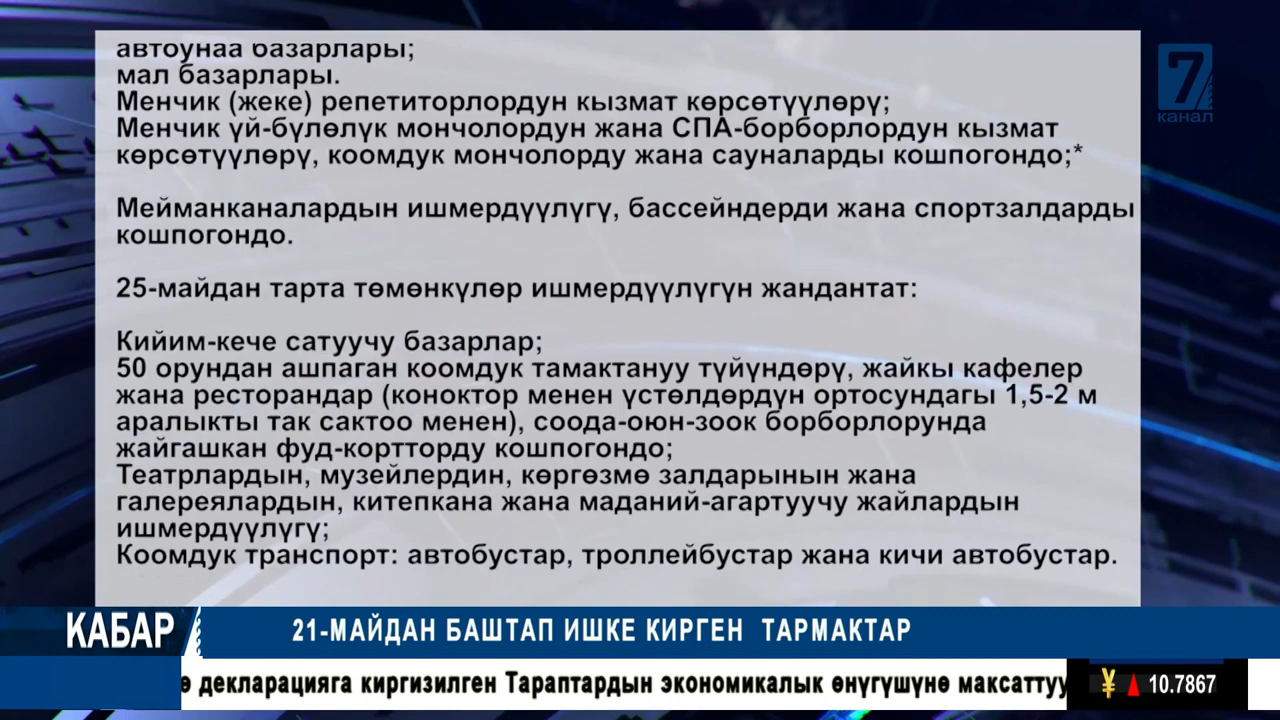 автоунаа базарлары;
мал базарлары.
Менчик (жеке) репетиторлордун кызмат көрсөтүүлөрү;
Менчик үй-бүлөлүк мончолордун жана СПА-борборлордун кызмат
көрсөтүүлөрү, коомдук мончолорду жана сауналарды кошпогондо;*
Мейманканалардын ишмердүүлүгү, бассейндерди жана спортзалдарды
кошпогондо.
25-майдан тарта төмөнкүлөр ишмердүүлүгүн жандантат:
Кийим-кече сатуучу базарлар;
50 орундан ашпаган коомдук тамактануу түйүндөрү, жайкы кафелер
жана ресторандар (коноктор менен үстөлдөрдүн ортосундагы 1,5-2 м
аралыкты так сактоо менен), соода-оюн-зоок борборлорунда
жайгашкан фуд-кортторду кошпогондо;
Театрлардын, музейлердин, көргөзмө залдарынын жана
галереялардын, китепкана жана маданий-агартуучу жайлардын
ишмердүүлүгү;
Коомдук транспорт: автобустар, троллейбустар жана кичи автобустар.
7
канал
КАБАР
21-МАЙДАН БАШТАП ИШКЕ КИРГЕН ТАРМАКТАР
ө декларацияга киргизилген Тараптардын экономикалык өнүгүшүнө максаттуу
¥ ▲ 10.7867